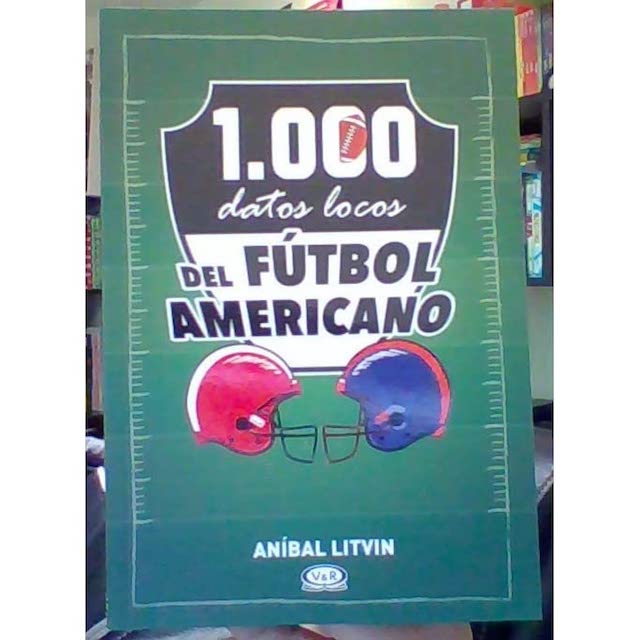 1.000
datos locos
DEL FÚTBOL
AMERICANO
ANÍBAL LITVIN
V&R